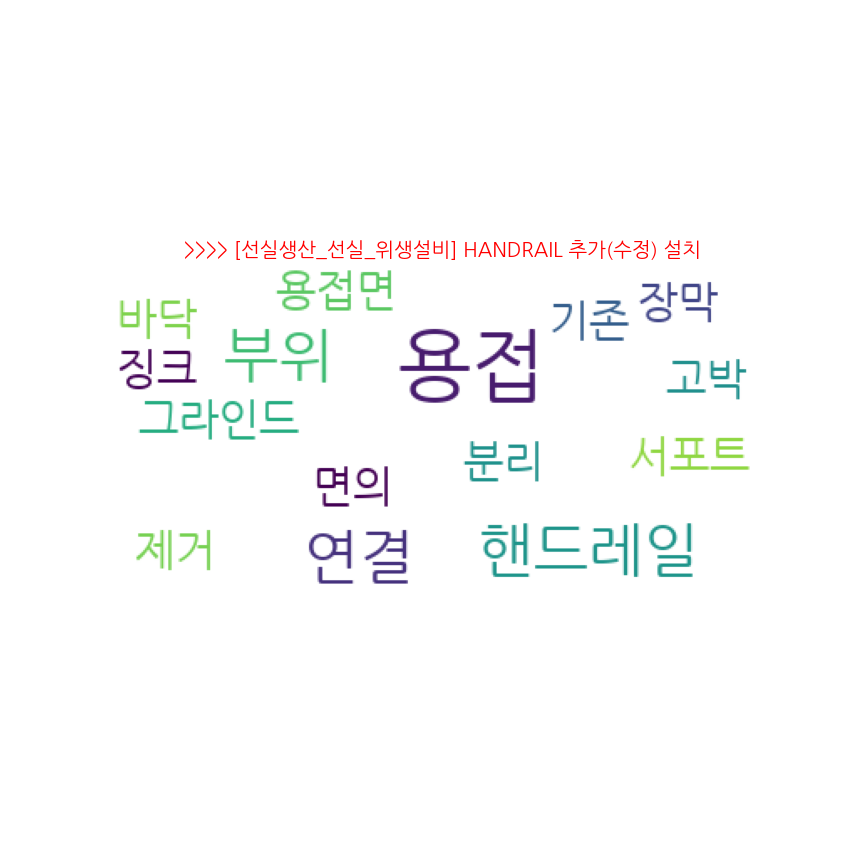 >>>> [선실생산_선실_위생설비] HANDRAIL 추가(수정) 설치
용접면
바닥
기존
장막
부위
용접
징크
고박
그라인드
분리
서포트
면의
제거
연결
핸드레일